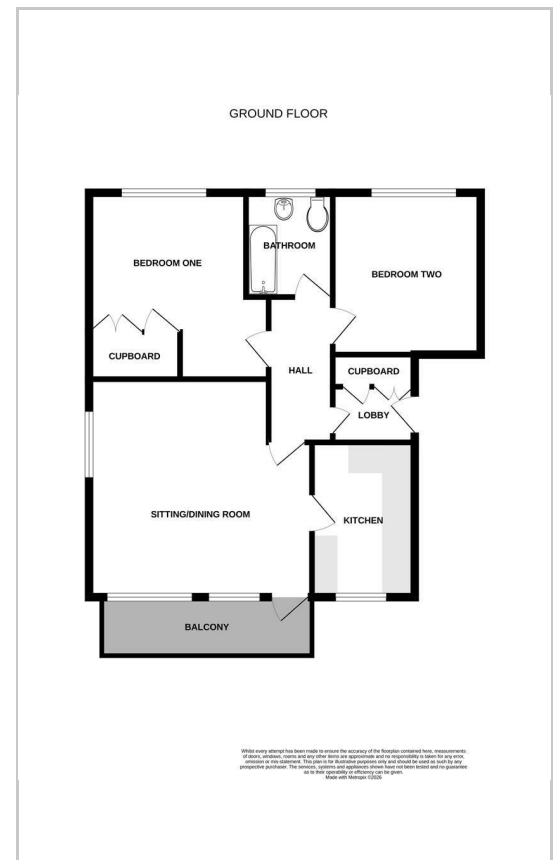 GROUND FLOOR
BATHROOM
BEDROOM ONE
BEDROOM TWO
CUPBOARD
HALL
CUPBOARD
LOBBY
SITTING/DINING ROOM
KITCHEN
BALCONY
Whilst every attempt has been made to ensure the accuracy of the floorplan contained here, measurements
of doors, windows, rooms and any other items are approximate and no responsibility is taken for any error,
omission or mis-statement. This plan is for illustrative purposes only and should be used as such by any
prospective purchaser. The services, systems and appliances shown have not been tested and no guarantee
as to their operability or efficiency can be given.
Made with Metropix ©2026